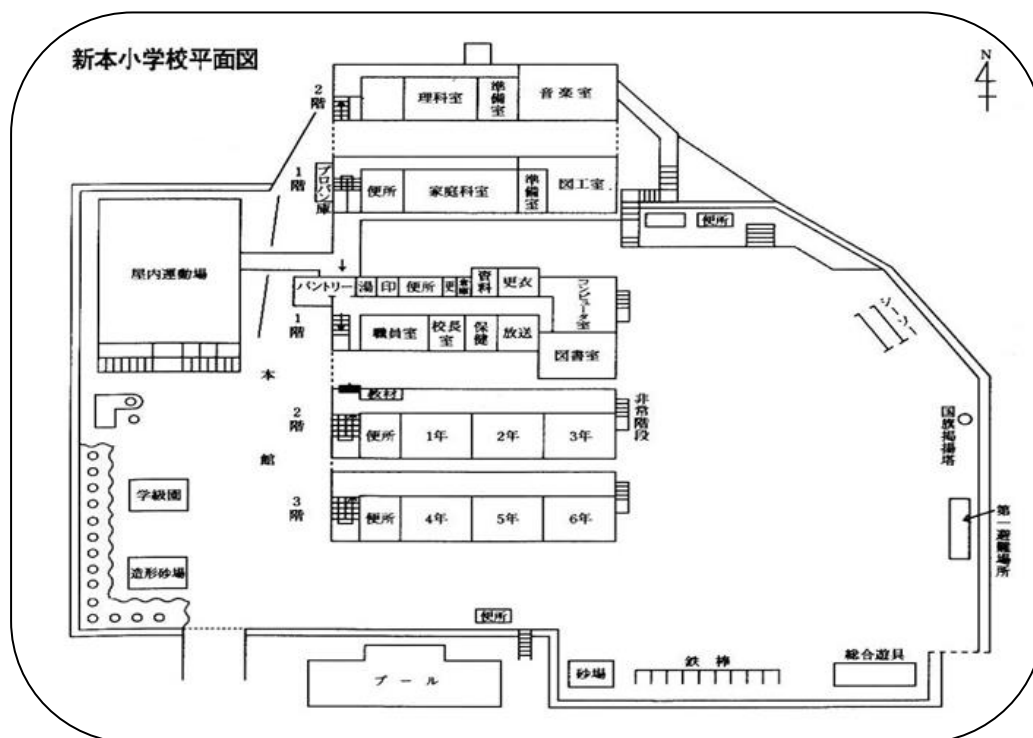 新本小学校平面図
N
2階
理科室
準備室
音楽室
1階
プロパン庫
便所
家庭科室
準備室
図工室
便所
屋内運動場
パントリー
湯
印
便所
更
倉庫
資料
更衣
コンピュータ室
1階
職員室
校長室
保健
放送
図書室
シーソー
本館
教材
2階
便所
1年
2年
3年
非常階段
国旗掲揚塔
学級園
3階
便所
4年
5年
6年
第一避難場所
造形砂場
便所
プール
砂場
鉄棒
総合遊具